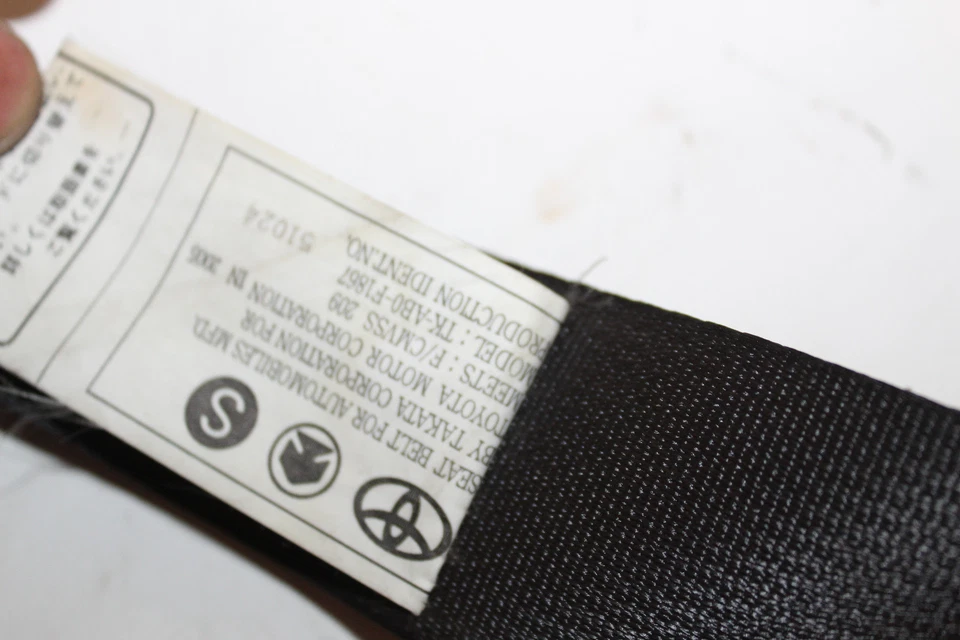 S
SEAT BELT FOR AUTOMOBILES MFD.
BY TAKATA CORPORATION FOR
TOYOTA MOTOR CORPORATION IN 2005
MEETS : F/CMVSS 209
MODEL : TK-AB0-F1867
PRODUCTION IDENT.NO.
51024